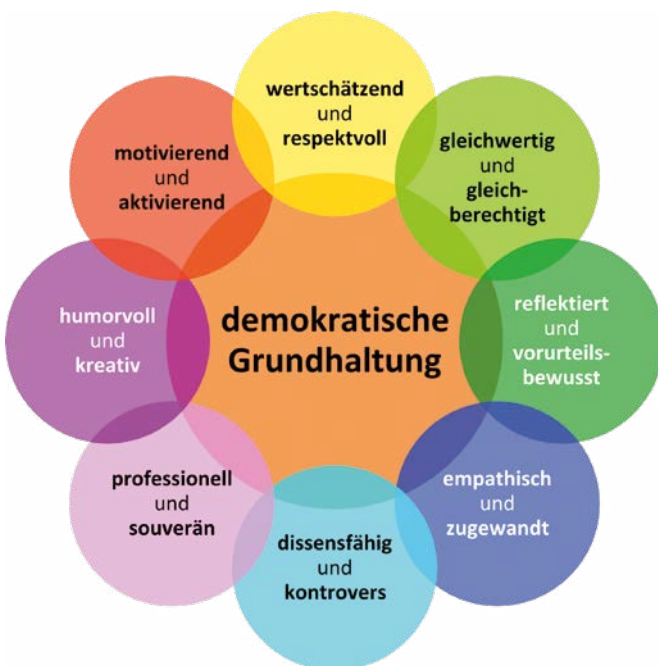 wertschätzend
und
respektvoll
gleichwertig
und
gleich-
berechtigt
reflektiert
und
vorurteils-
bewusst
empathisch
und
zugewandt
dissensfähig
und
kontrovers
professionell
und
souverän
humorvoll
und
kreativ
motivierend
und
aktivierend
demokratische
Grundhaltung